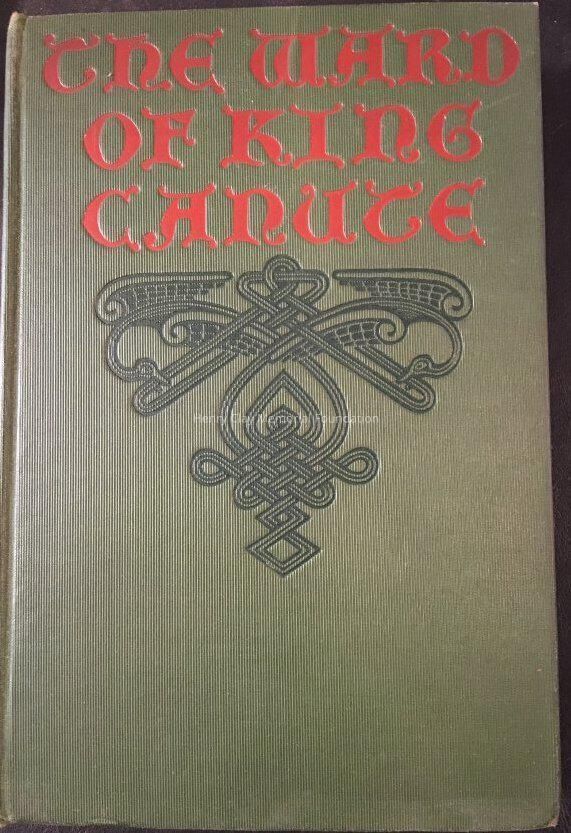 THE WARD
OF KING
CANUTE
Henry Clay Memorial Foundation